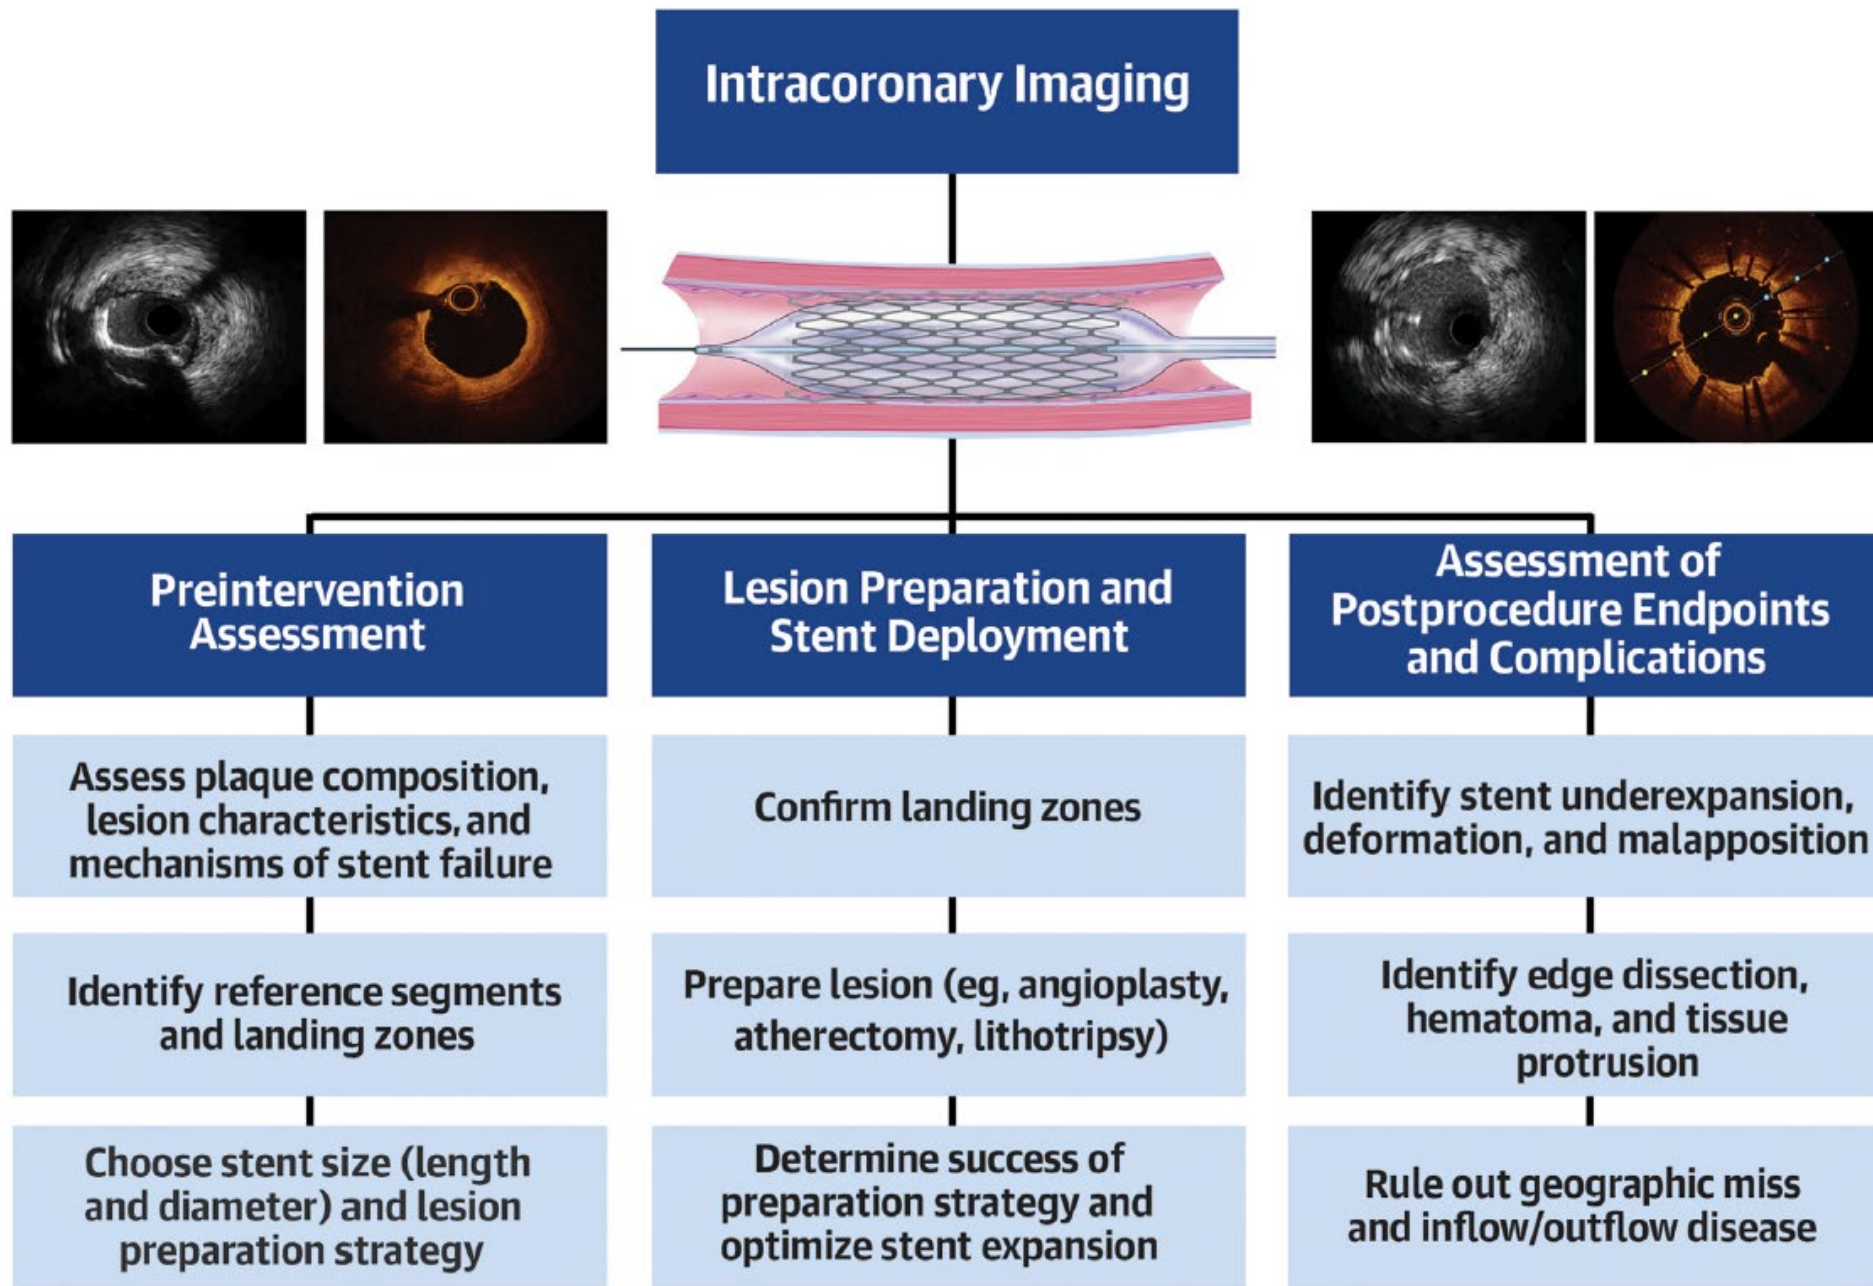 Intracoronary Imaging
Preintervention
Assessment
Assess plaque composition,
lesion characteristics, and
mechanisms of stent failure
Identify reference segments
and landing zones
Choose stent size (length
and diameter) and lesion
preparation strategy
Lesion Preparation and
Stent Deployment
Confirm landing zones
Prepare lesion (eg, angioplasty,
atherectomy, lithotripsy)
Determine success of
preparation strategy and
optimize stent expansion
Assessment of
Postprocedure Endpoints
and Complications
Identify stent underexpansion,
deformation, and malapposition
Identify edge dissection,
hematoma, and tissue
protrusion
Rule out geographic miss
and inflow/outflow disease